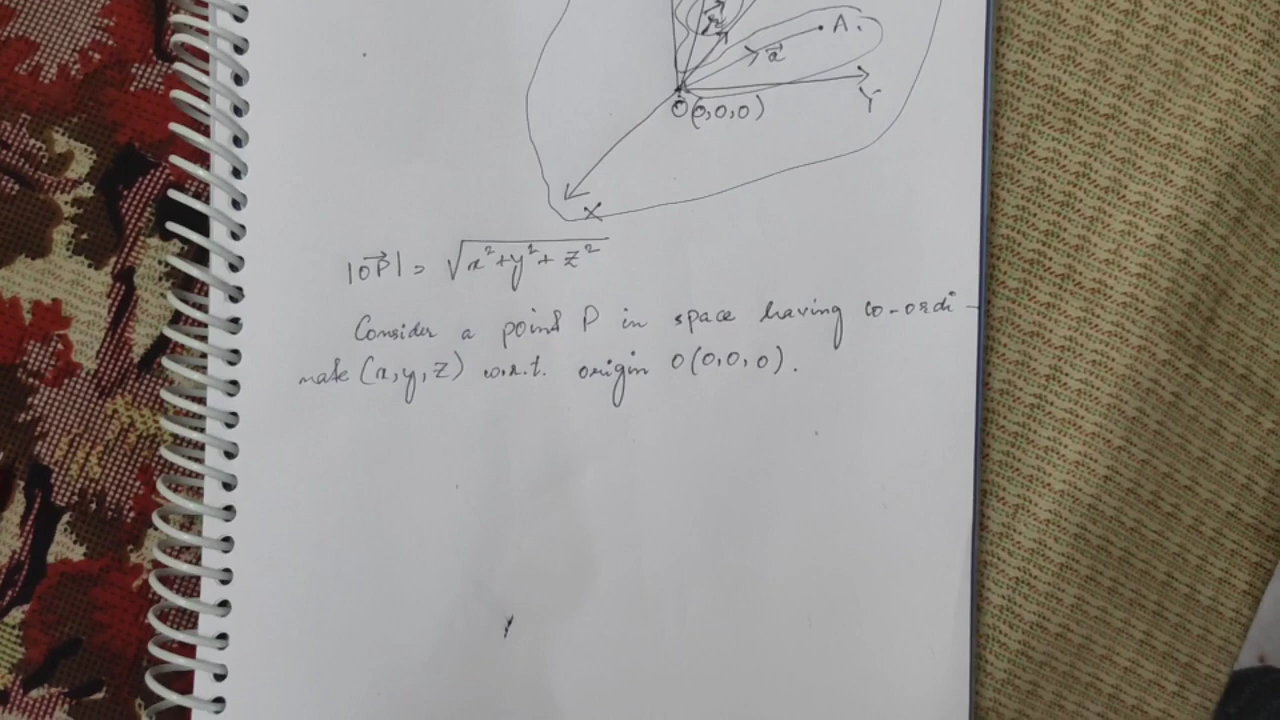 A.
a⃗
Y
O(0,0,0)
X
|OP⃗| = √x²+y²+z²
Consider a point P in space having co-ordi-
nate (x,y,z) w.r.t. origin O(0,0,0).